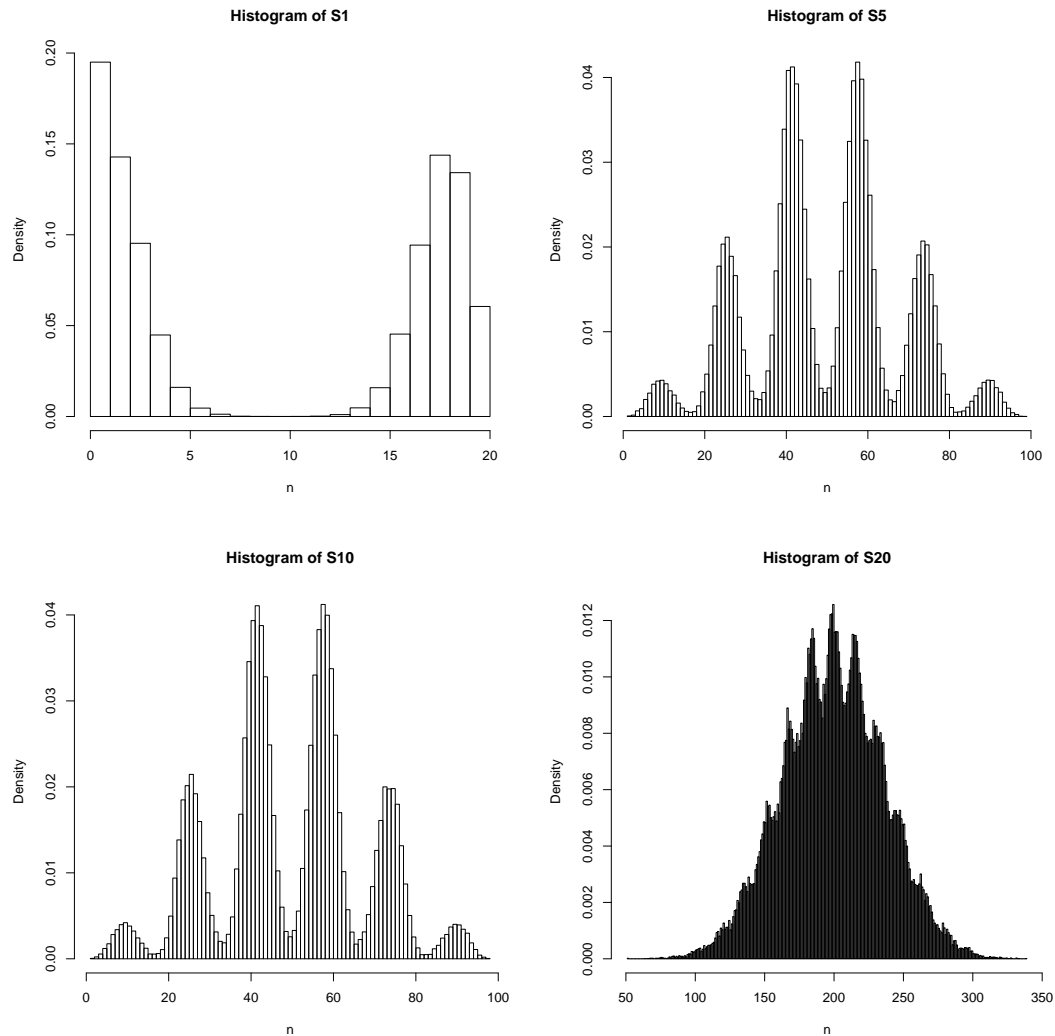 Histogram of S1
Density
0.00 0.05 0.10 0.15 0.20
0 5 10 15 20
n
Histogram of S5
Density
0.00 0.01 0.02 0.03 0.04
0 20 40 60 80 100
n
Histogram of S10
Density
0.00 0.01 0.02 0.03 0.04
0 20 40 60 80 100
n
Histogram of S20
Density
0.000 0.002 0.004 0.006 0.008 0.010 0.012
50 100 150 200 250 300 350
n